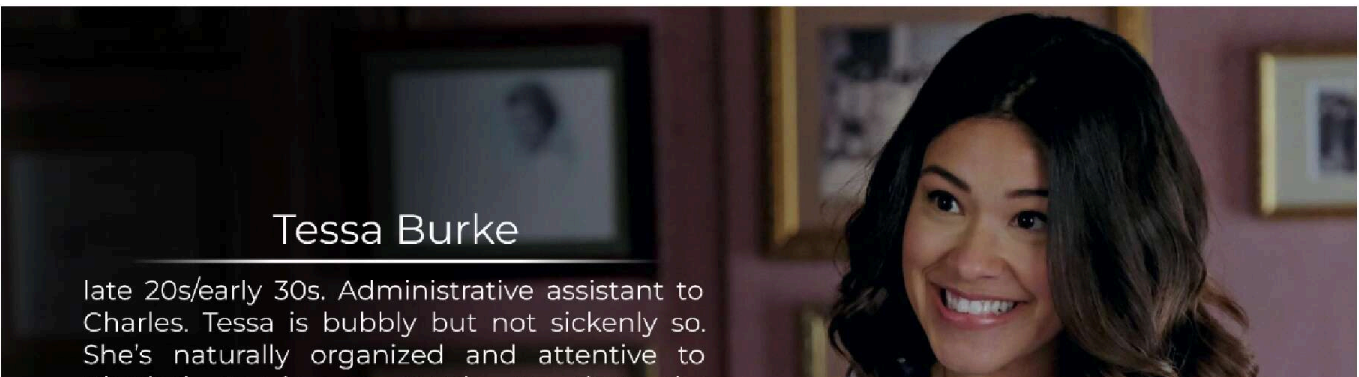 Tessa Burke
late 20s/early 30s. Administrative assistant to
Charles. Tessa is bubbly but not sickenly so.
She's naturally organized and attentive to